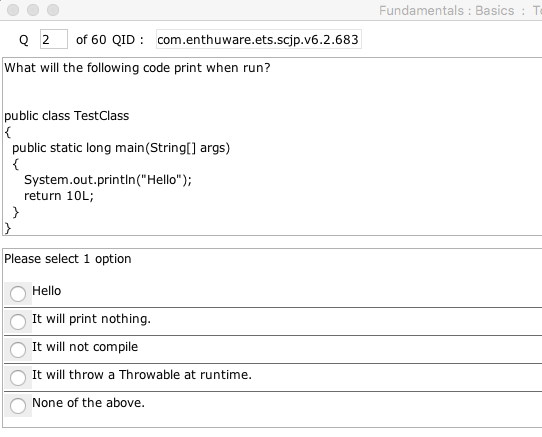 Fundamentals : Basics :
Q 2 of 60 QID : com.enthuware.ets.scjp.v6.2.683
What will the following code print when run?
public class TestClass
{
public static long main(String[] args)
{
System.out.println("Hello");
return 10L;
}
}
Please select 1 option
Hello
It will print nothing.
It will not compile
It will throw a Throwable at runtime.
None of the above.